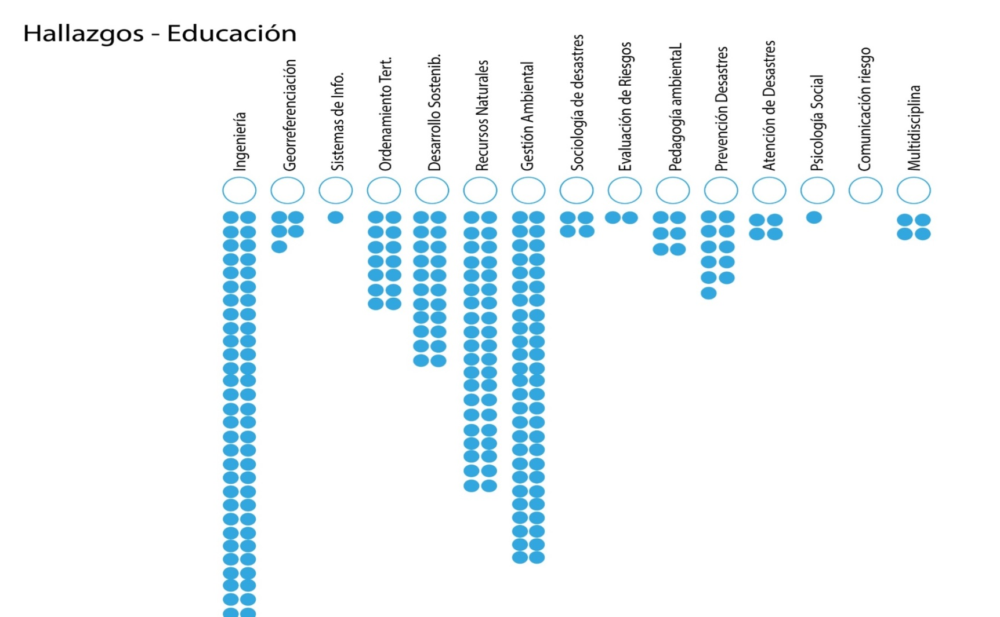 Hallazgos - Educación
Ingeniería
Georreferenciación
Sistemas de Info.
Ordenamiento Tert.
Desarrollo Sostenib.
Recursos Naturales
Gestión Ambiental
Sociología de desastres
Evaluación de Riesgos
Pedagogía ambientaL
Prevención Desastres
Atención de Desastres
Psicología Social
Comunicación riesgo
Multidisciplina